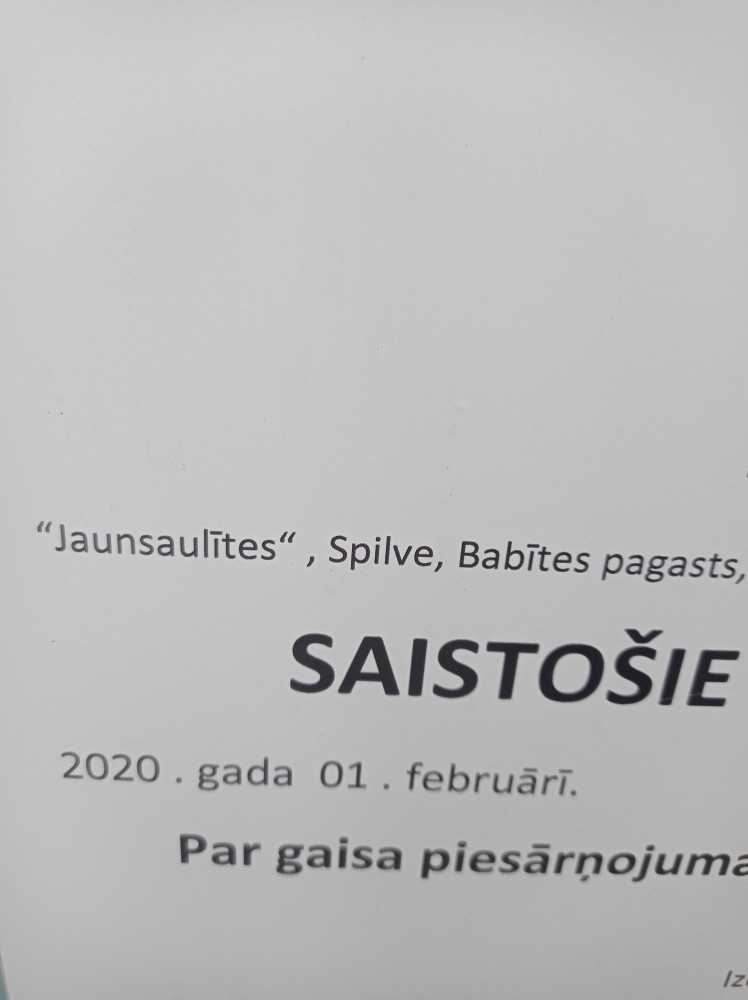 “Jaunsaulītes“ , Spilve, Babītes pagasts,
SAISTOŠIE
2020 . gada 01 . februārī.
Par gaisa piesārņojuma